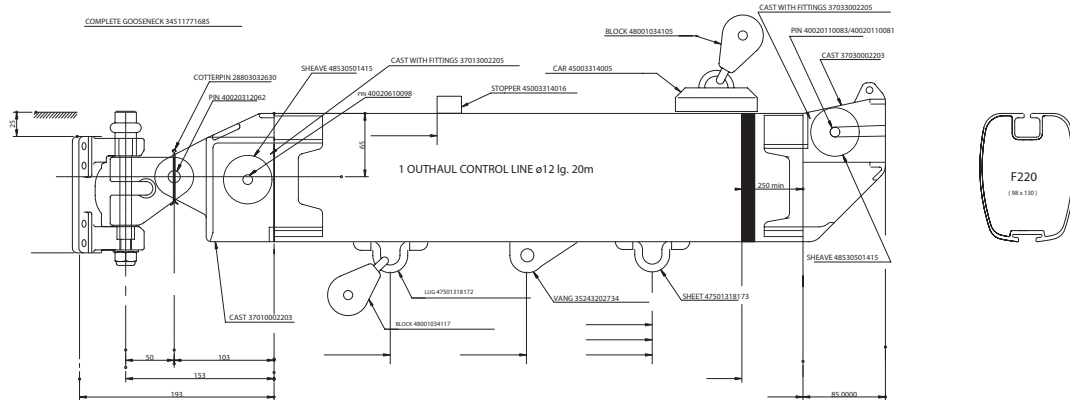 COMPLETE GOOSENECK 34511771685
CAST WITH FITTINGS 37033002205
BLOCK 48001034105
PIN 40020110083/40020110081
SHEAVE 48530501415
CAST WITH FITTINGS 37013002205
CAST 37030002203
COTTERPIN 28803032630
CAR 45003314005
PIN 40020610098
STOPPER 45003314016
PIN 40020312062
25
65
1 OUTHAUL CONTROL LINE ø12 lg. 20m
250 min
F220
( 98 x 130 )
SHEAVE 48530501415
LUG 47501318172
VANG 35243202734
SHEET 47501318173
CAST 37010002203
BLOCK 48001034117
50
103
153
193
85.0000